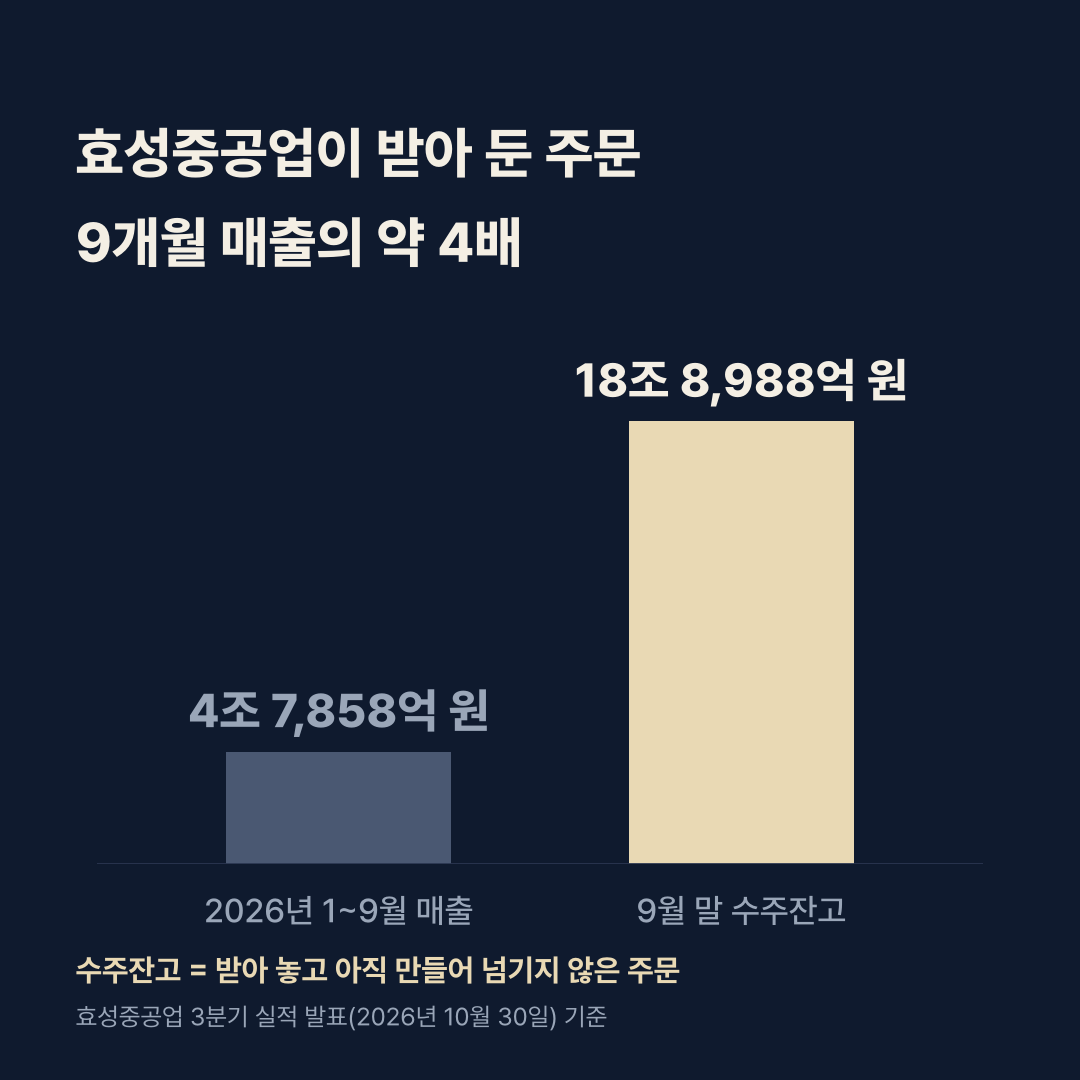 효성중공업이 받아 둔 주문
9개월 매출의 약 4배
18조 8,988억 원
4조 7,858억 원
2026년 1~9월 매출
9월 말 수주잔고
수주잔고 = 받아 놓고 아직 만들어 넘기지 않은 주문
효성중공업 3분기 실적 발표(2026년 10월 30일) 기준